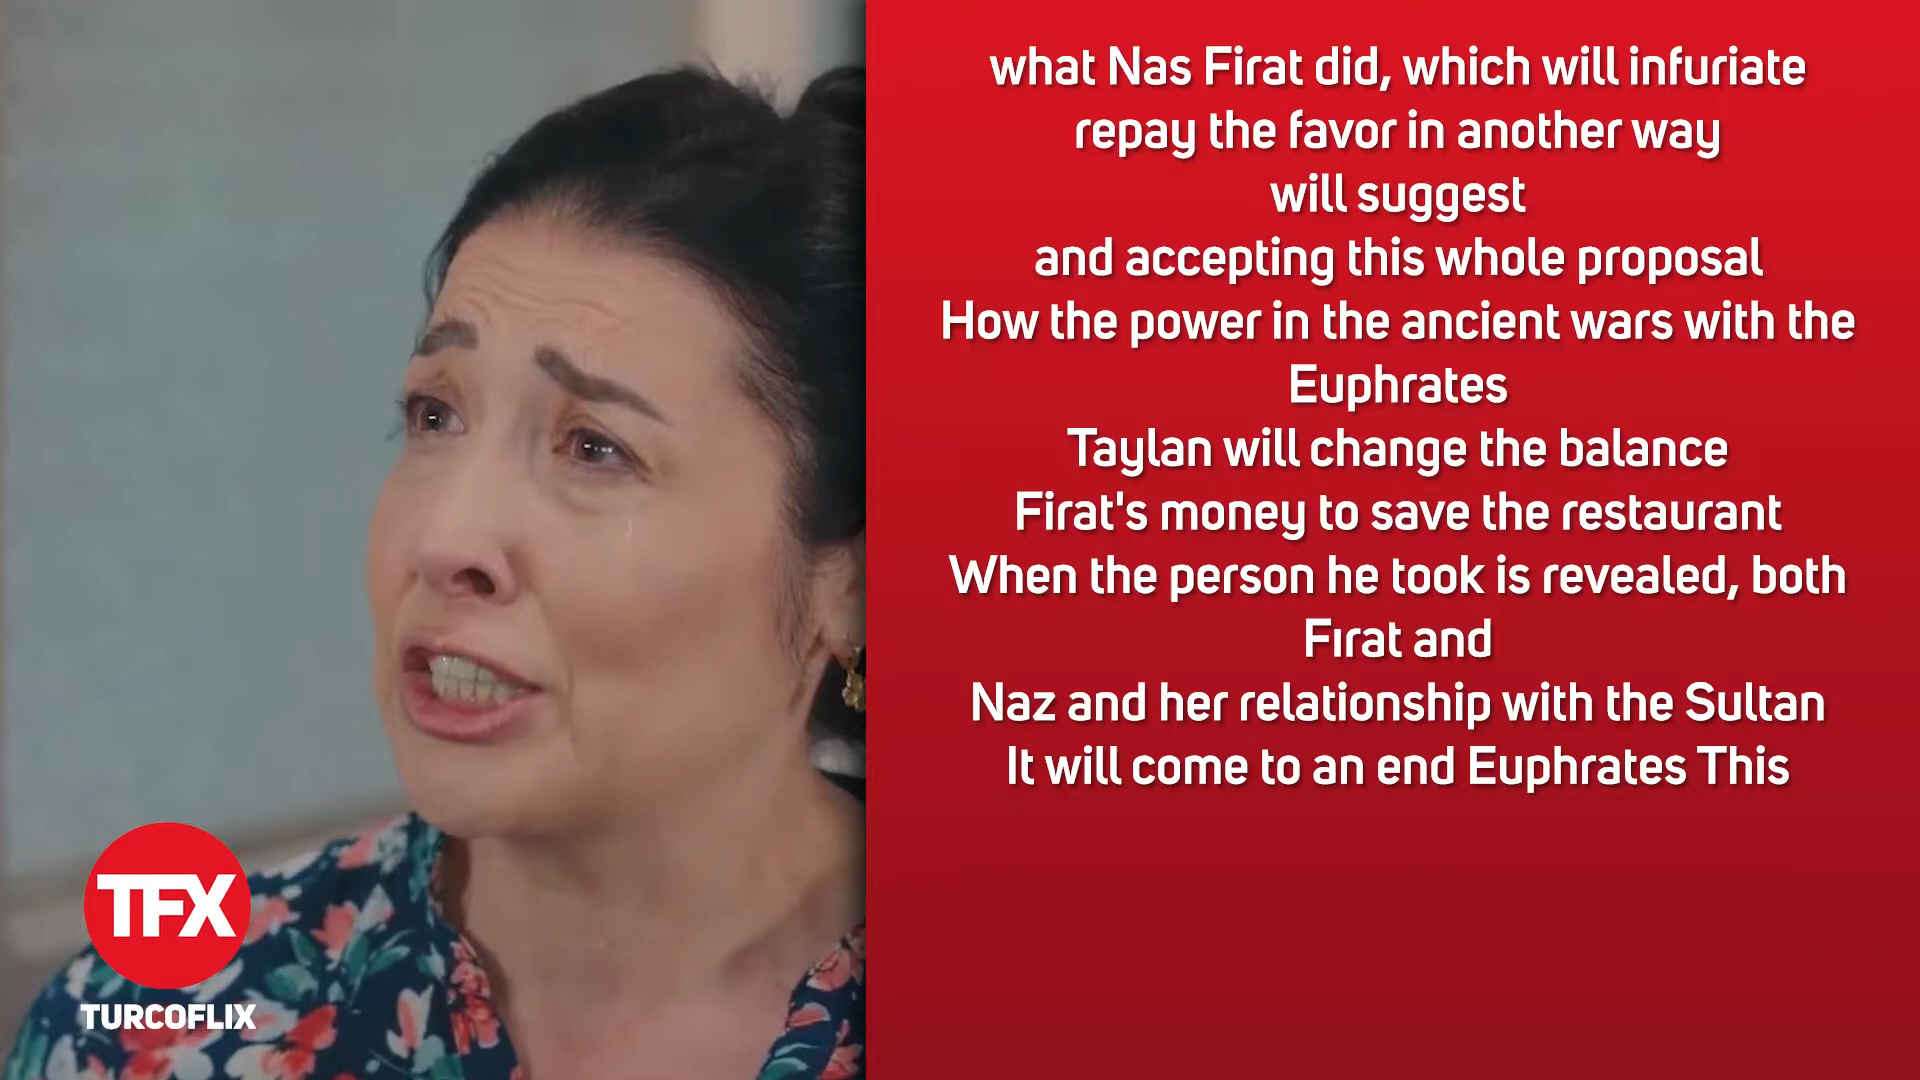 what Nas Firat did, which will infuriate
repay the favor in another way
will suggest
and accepting this whole proposal
How the power in the ancient wars with the
Euphrates
Taylan will change the balance
Firat's money to save the restaurant
When the person he took is revealed, both
Fırat and
Naz and her relationship with the Sultan
It will come to an end Euphrates This
TFX
TURCOFLIX